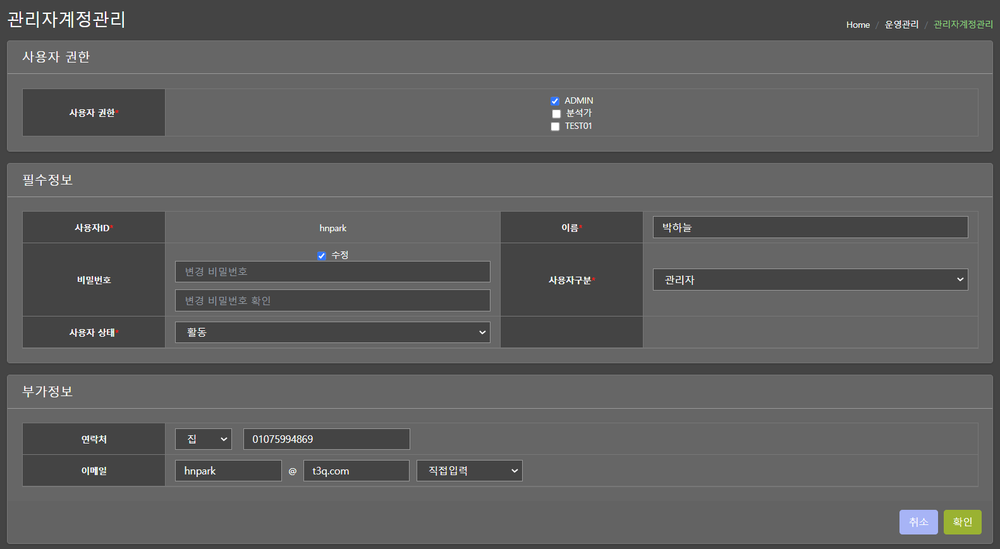 관리자계정관리
Home / 운영관리 / 관리자계정관리
사용자 권한
사용자 권한*
ADMIN
분석가
TEST01
필수정보
사용자ID*
hnpark
이름*
박하늘
비밀번호
수정
변경 비밀번호
변경 비밀번호 확인
사용자구분*
관리자
사용자 상태*
활동
부가정보
연락처
집
01075994869
이메일
hnpark @ t3q.com
직접입력
취소
확인